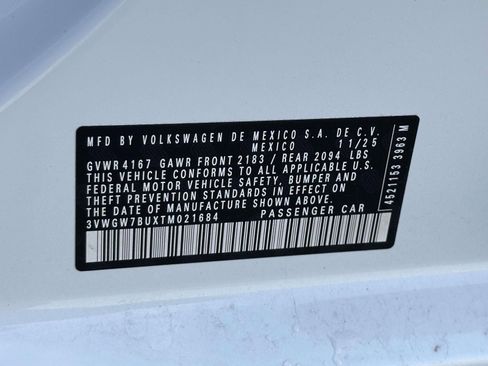 MFD BY VOLKSWAGEN DE MEXICO S.A. DE C.V.
MEXICO 11/25
GVWR4167 GAWR FRONT 2183 / REAR 2094 LBS
THIS VEHICLE CONFORMS TO ALL APPLICABLE U.S.
FEDERAL MOTOR VEHICLE SAFETY, BUMPER AND
THEFT PREVENTION STANDARDS IN EFFECT ON
THE DATE OF MANUFACTURE SHOWN ABOVE.
3VWGW7BUXTM021684 PASSENGER CAR
4521153 3963 M